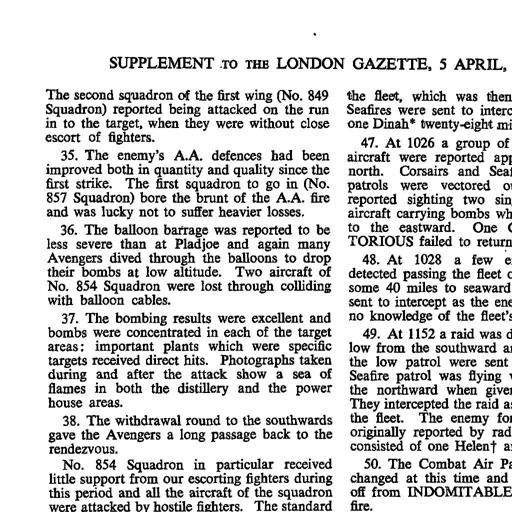 SUPPLEMENT TO THE LONDON GAZETTE, 5 APRIL,
The second squadron of the first wing (No. 849
Squadron) reported being attacked on the run
in to the target, when they were without close
escort of fighters.
35. The enemy's A.A. defences had been
improved both in quantity and quality since the
first strike. The first squadron to go in (No.
857 Squadron) bore the brunt of the A.A. fire
and was lucky not to suffer heavier losses.
36. The balloon barrage was reported to be
less severe than at Pladjoe and again many
Avengers dived through the balloons to drop
their bombs at low altitude. Two aircraft of
No. 854 Squadron were lost through colliding
with balloon cables.
37. The bombing results were excellent and
bombs were concentrated in each of the target
areas: important plants which were specific
targets received direct hits. Photographs taken
during and after the attack show a sea of
flames in both the distillery and the power
house areas.
38. The withdrawal round to the southwards
gave the Avengers a long passage back to the
rendezvous.
No. 854 Squadron in particular received
little support from our escorting fighters during
this period and all the aircraft of the squadron
were attacked by hostile fighters. The standard
the fleet, which was then
Seafires were sent to interc
one Dinah* twenty-eight mi
47. At 1026 a group of
aircraft were reported app
north. Corsairs and Seaf
patrols were vectored o
reported sighting two sin
aircraft carrying bombs wh
to the eastward. One C
TORIOUS failed to return
48. At 1028 a few e
detected passing the fleet o
some 40 miles to seaward
sent to intercept as the ene
no knowledge of the fleet's
49. At 1152 a raid was d
low from the southward a
the low patrol were sent
Seafire patrol was flying
the northward when give
They intercepted the raid a
the fleet. The enemy for
originally reported by rad
consisted of one Helen† a
50. The Combat Air Pa
changed at this time and
off from INDOMITABLE
fire.